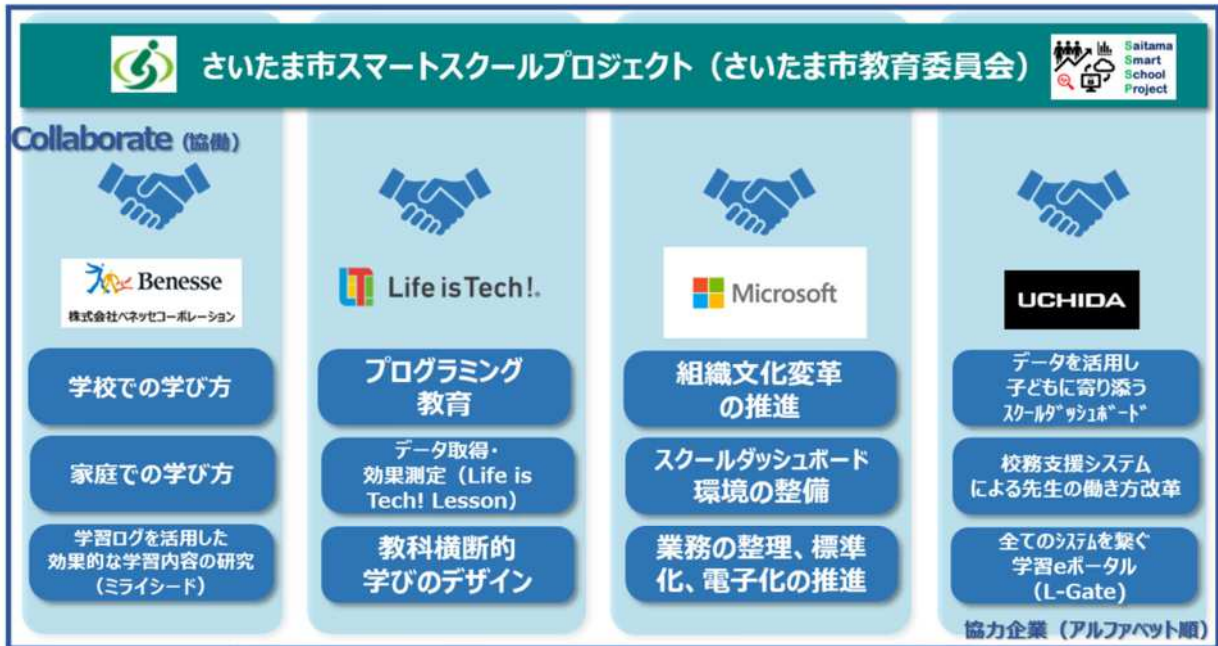 さいたま市スマートスクールプロジェクト（さいたま市教育委員会）
Saitama
Smart
School
Project
Collaborate（協働）
Benesse
株式会社ベネッセコーポレーション
学校での学び方
家庭での学び方
学習ログを活用した
効果的な学習内容の研究
（ミライシード）
Life is Tech!
プログラミング
教育
データ取得・
効果測定（Life is
Tech! Lesson）
教科横断的
学びのデザイン
Microsoft
組織文化変革
の推進
スクールダッシュボード
環境の整備
業務の整理、標準
化、電子化の推進
UCHIDA
データを活用し
子どもに寄り添う
ｽｸｰﾙﾀﾞｯｼｭﾎﾞｰﾄﾞ
校務支援システム
による先生の働き方改革
全てのｼｽﾃﾑを繋ぐ
学習eポータル
(L-Gate)
協力企業（アルファベット順）